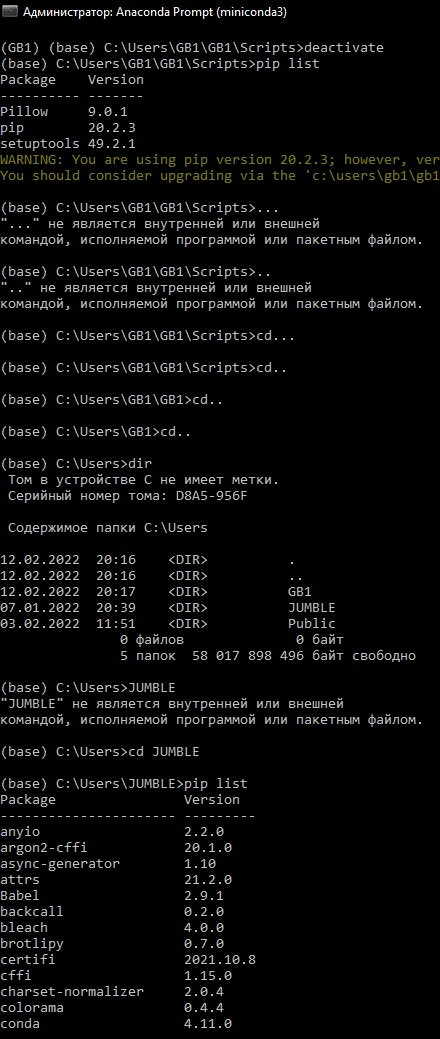 Администратор: Anaconda Prompt (miniconda3)
(GB1) (base) C:\Users\GB1\GB1\Scripts>deactivate
(base) C:\Users\GB1\GB1\Scripts>pip list
Package    Version
---------- -------
Pillow     9.0.1
pip        20.2.3
setuptools 49.2.1
WARNING: You are using pip version 20.2.3; however, ver
You should consider upgrading via the 'c:\users\gb1\gb1
(base) C:\Users\GB1\GB1\Scripts>...
"..." не является внутренней или внешней
командой, исполняемой программой или пакетным файлом.
(base) C:\Users\GB1\GB1\Scripts>..
".." не является внутренней или внешней
командой, исполняемой программой или пакетным файлом.
(base) C:\Users\GB1\GB1\Scripts>cd...
(base) C:\Users\GB1\GB1\Scripts>cd..
(base) C:\Users\GB1\GB1>cd..
(base) C:\Users\GB1>cd..
(base) C:\Users>dir
Том в устройстве C не имеет метки.
Серийный номер тома: D8A5-956F
Содержимое папки C:\Users
12.02.2022  20:16    <DIR>          .
12.02.2022  20:16    <DIR>          ..
12.02.2022  20:17    <DIR>          GB1
07.01.2022  20:39    <DIR>          JUMBLE
03.02.2022  11:51    <DIR>          Public
0 файлов              0 байт
5 папок  58 017 898 496 байт свободно
(base) C:\Users>JUMBLE
"JUMBLE" не является внутренней или внешней
командой, исполняемой программой или пакетным файлом.
(base) C:\Users>cd JUMBLE
(base) C:\Users\JUMBLE>pip list
Package                Version
---------------------- ---------
anyio                  2.2.0
argon2-cffi            20.1.0
async-generator        1.10
attrs                  21.2.0
Babel                  2.9.1
backcall               0.2.0
bleach                 4.0.0
brotlipy               0.7.0
certifi                2021.10.8
cffi                   1.15.0
charset-normalizer     2.0.4
colorama               0.4.4
conda                  4.11.0